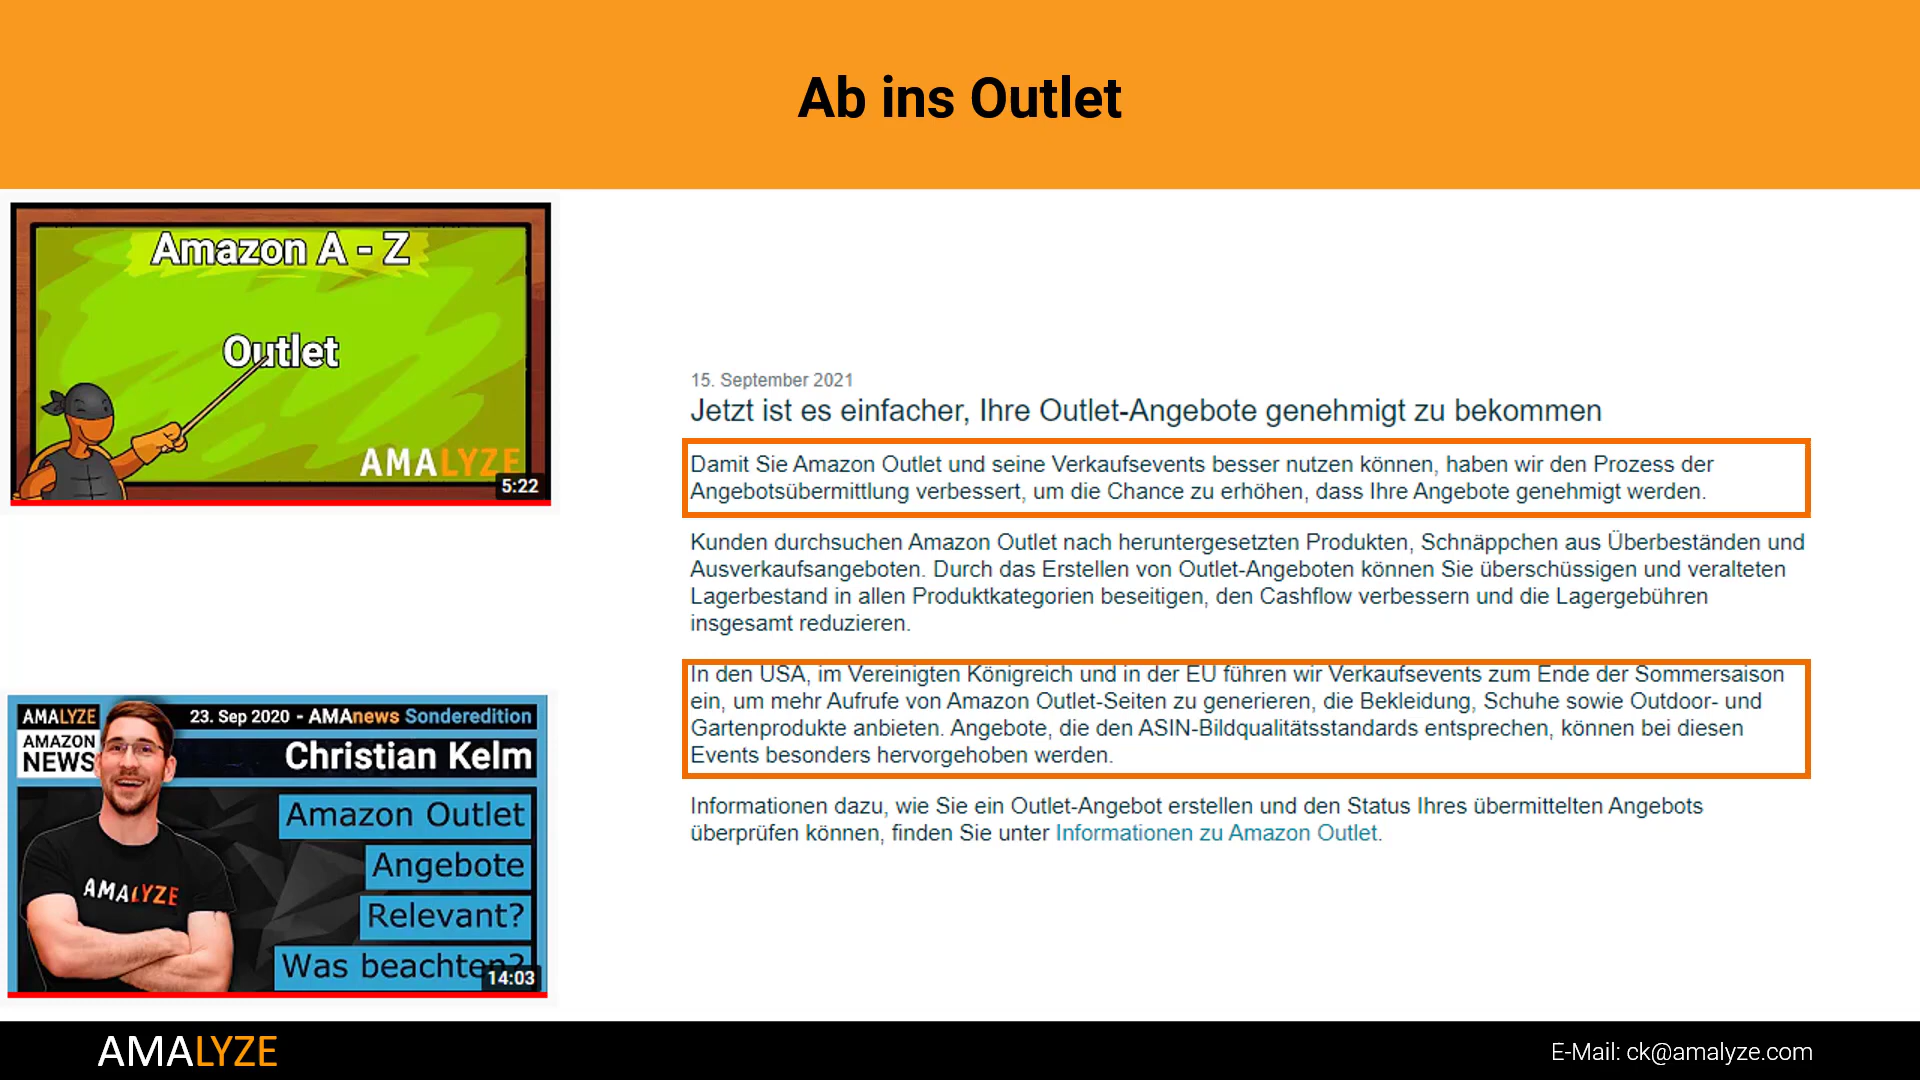 Ab ins Outlet
Amazon A - Z
Outlet
AMALYZE
5:22
15. September 2021
Jetzt ist es einfacher, Ihre Outlet-Angebote genehmigt zu bekommen
Damit Sie Amazon Outlet und seine Verkaufsevents besser nutzen können, haben wir den Prozess der
Angebotsübermittlung verbessert, um die Chance zu erhöhen, dass Ihre Angebote genehmigt werden.
Kunden durchsuchen Amazon Outlet nach heruntergesetzten Produkten, Schnäppchen aus Überbeständen und
Ausverkaufsangeboten. Durch das Erstellen von Outlet-Angeboten können Sie überschüssigen und veralteten
Lagerbestand in allen Produktkategorien beseitigen, den Cashflow verbessern und die Lagergebühren
insgesamt reduzieren.
In den USA, im Vereinigten Königreich und in der EU führen wir Verkaufsevents zum Ende der Sommersaison
ein, um mehr Aufrufe von Amazon Outlet-Seiten zu generieren, die Bekleidung, Schuhe sowie Outdoor- und
Gartenprodukte anbieten. Angebote, die den ASIN-Bildqualitätsstandards entsprechen, können bei diesen
Events besonders hervorgehoben werden.
Informationen dazu, wie Sie ein Outlet-Angebot erstellen und den Status Ihres übermittelten Angebots
überprüfen können, finden Sie unter Informationen zu Amazon Outlet.
AMALYZE
AMAZON
NEWS
23. Sep 2020 - AMAnews Sonderedition
Christian Kelm
Amazon Outlet
Angebote
Relevant?
Was beachten?
14:03
AMALYZE
AMALYZE
E-Mail: ck@amalyze.com